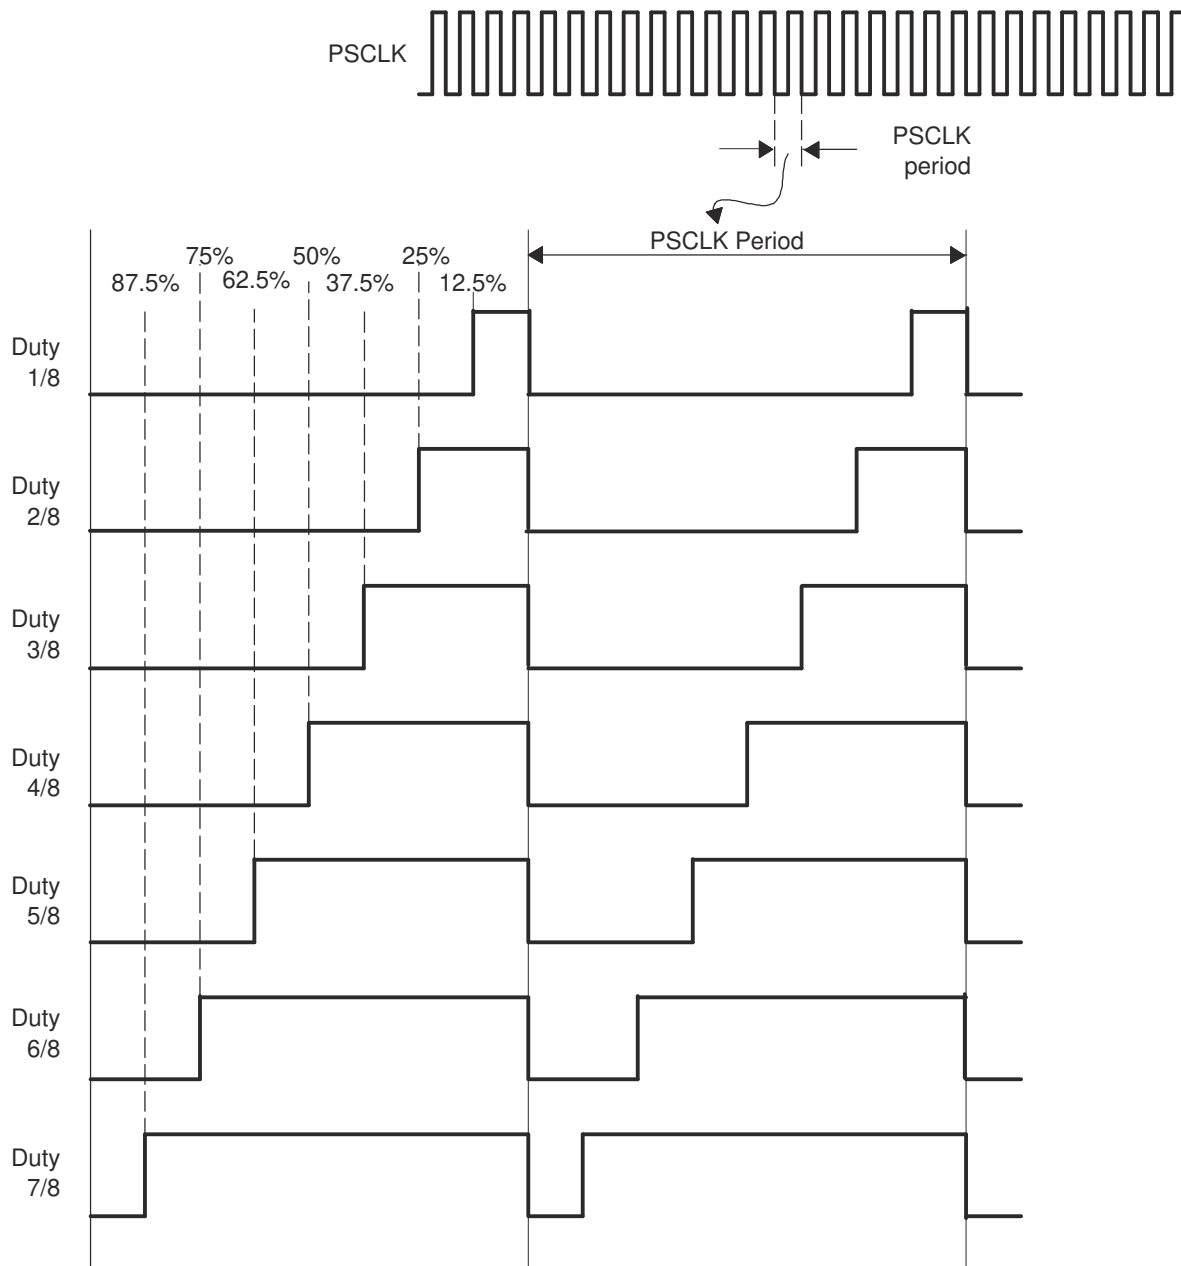 PSCLK
PSCLK
period
PSCLK Period
75%
50%
25%
87.5%
62.5%
37.5%
12.5%
Duty
1/8
Duty
2/8
Duty
3/8
Duty
4/8
Duty
5/8
Duty
6/8
Duty
7/8